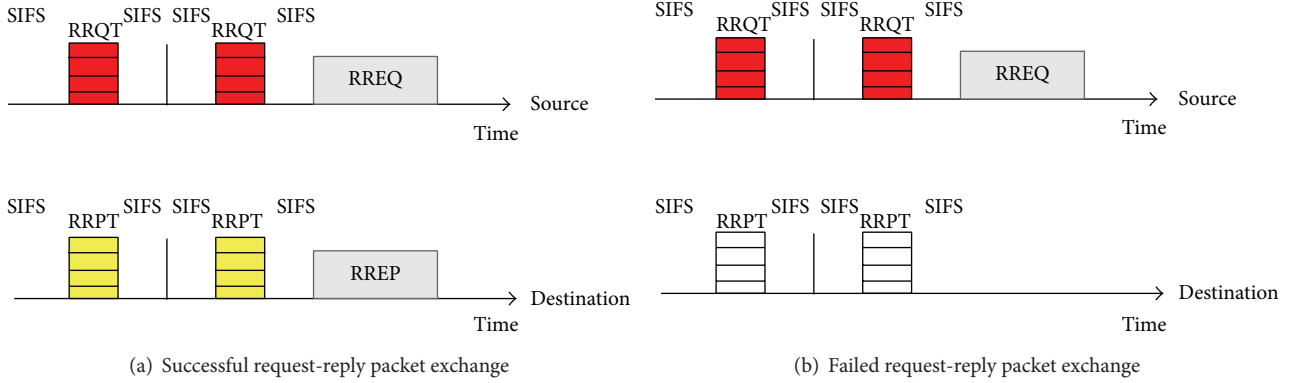 SIFS SIFS SIFS SIFS
RRQT RRQT
RREQ
Source
Time
SIFS SIFS SIFS SIFS
RRPT RRPT
RREP
Destination
Time
(a) Successful request-reply packet exchange
SIFS SIFS SIFS SIFS
RRQT RRQT
RREQ
Source
Time
SIFS SIFS SIFS SIFS
RRPT RRPT
Destination
Time
(b) Failed request-reply packet exchange